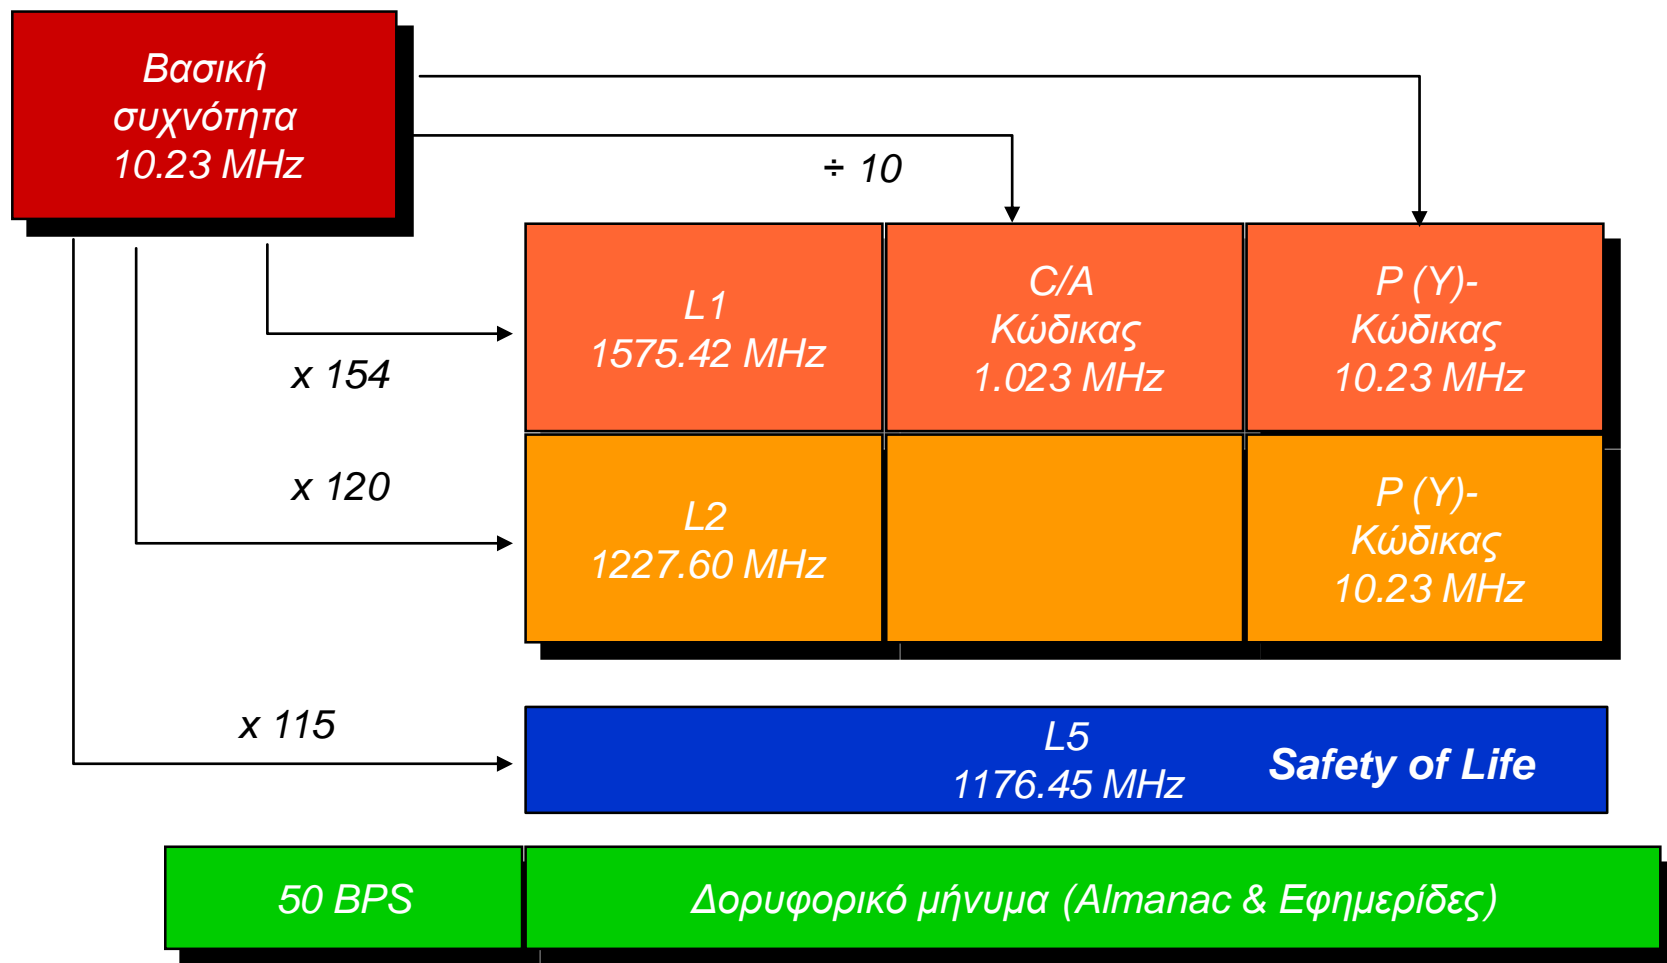 Βασική
συχνότητα
10.23 MHz
÷ 10
L1
1575.42 MHz
C/A
Κώδικας
1.023 MHz
P (Y)-
Κώδικας
10.23 MHz
x 154
x 120
L2
1227.60 MHz
P (Y)-
Κώδικας
10.23 MHz
x 115
L5
1176.45 MHz
Safety of Life
50 BPS
Δορυφορικό μήνυμα (Almanac & Εφημερίδες)